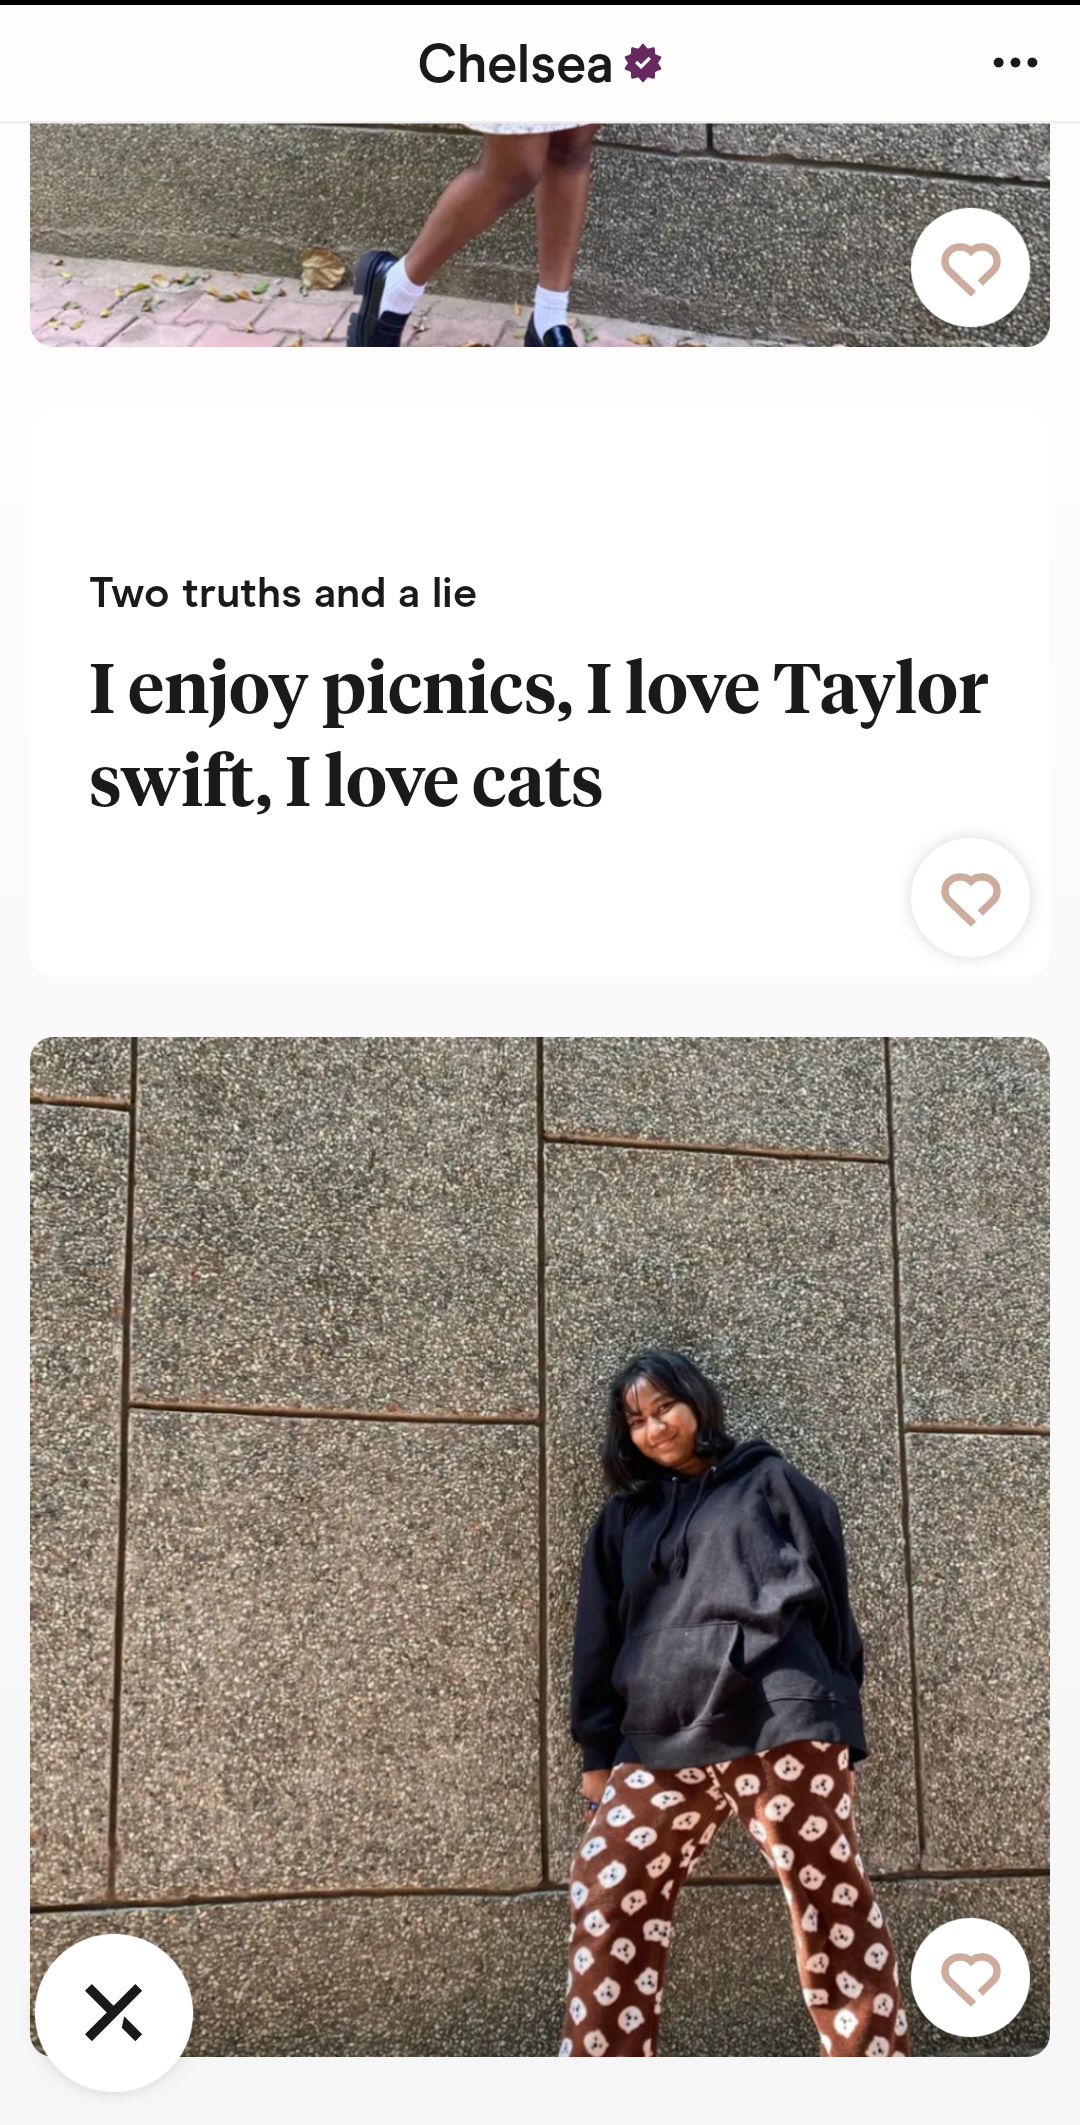 Chelsea
Two truths and a lie
I enjoy picnics, I love Taylor
swift, I love cats